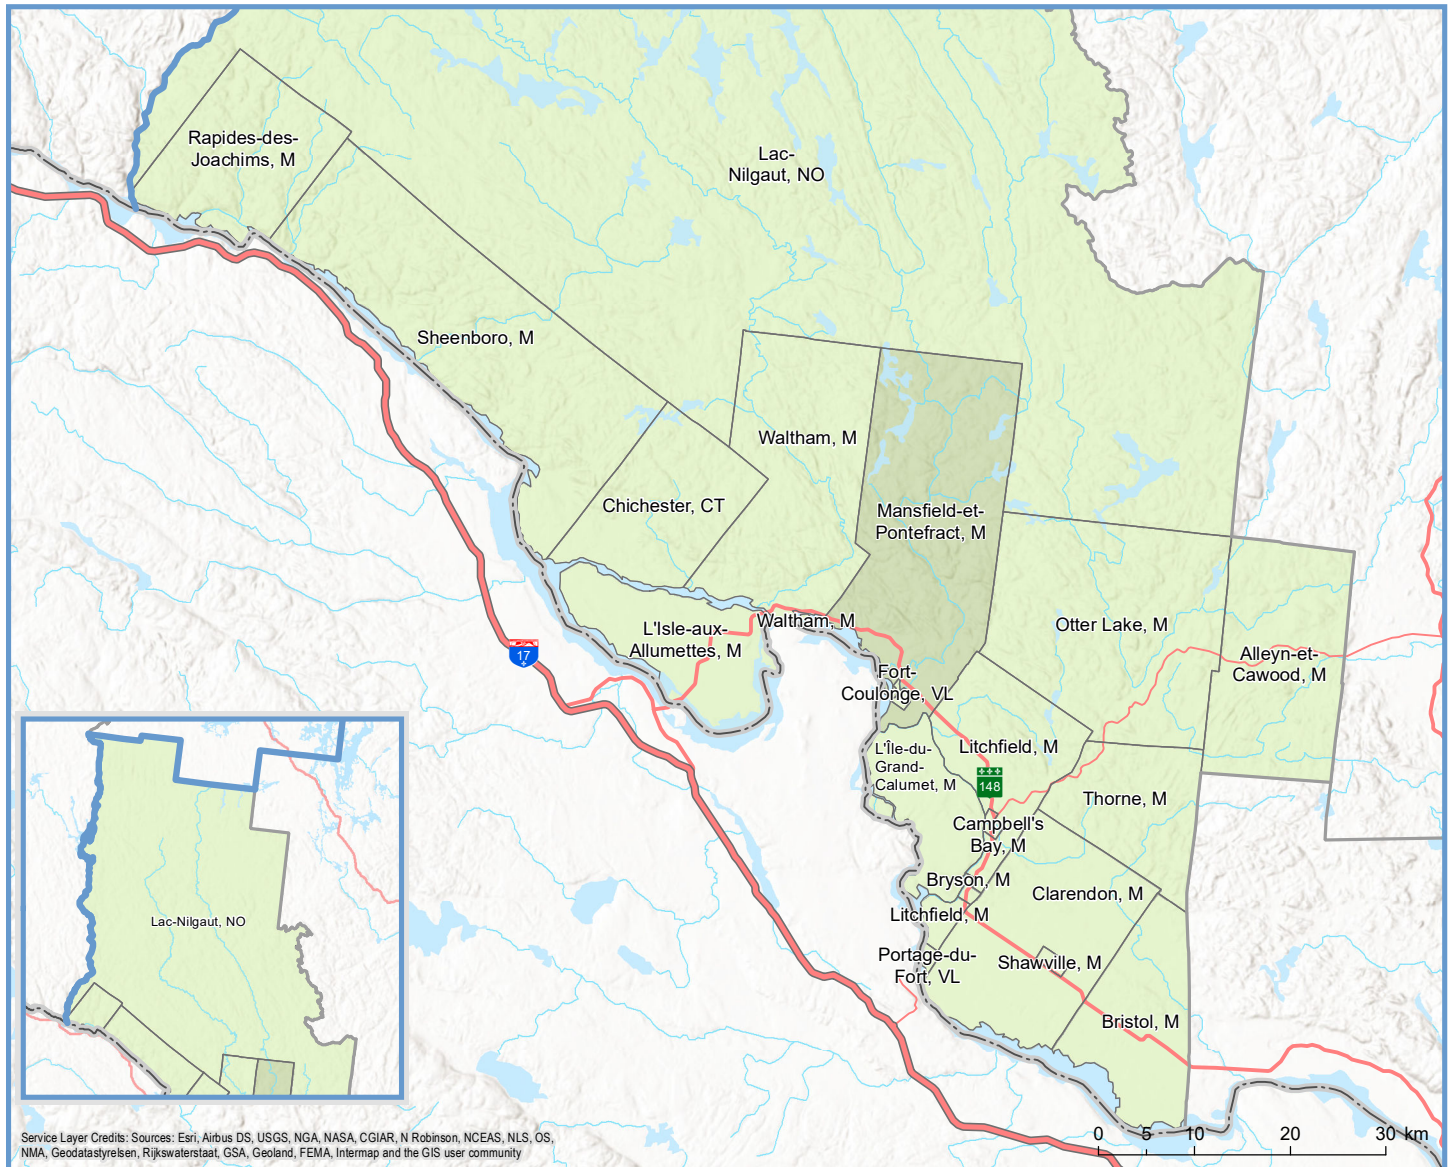 Rapides-des-
Joachims, M
Lac-
Nilgaut, NO
Sheenboro, M
Waltham, M
Chichester, CT
Mansfield-et-
Pontefract, M
Waltham, M
L'Isle-aux-
Allumettes, M
Otter Lake, M
Alleyn-et-
Cawood, M
17
Fort-
Coulonge, VL
L'Île-du-
Grand-
Calumet, M
Litchfield, M
148
Thorne, M
Campbell's
Bay, M
Bryson, M
Clarendon, M
Litchfield, M
Portage-du-
Fort, VL
Shawville, M
Bristol, M
Lac-Nilgaut, NO
0 5 10 20 30 km
Service Layer Credits: Sources: Esri, Airbus DS, USGS, NGA, NASA, CGIAR, N Robinson, NCEAS, NLS, OS,
NMA, Geodatastyrelsen, Rijkswaterstaat, GSA, Geoland, FEMA, Intermap and the GIS user community